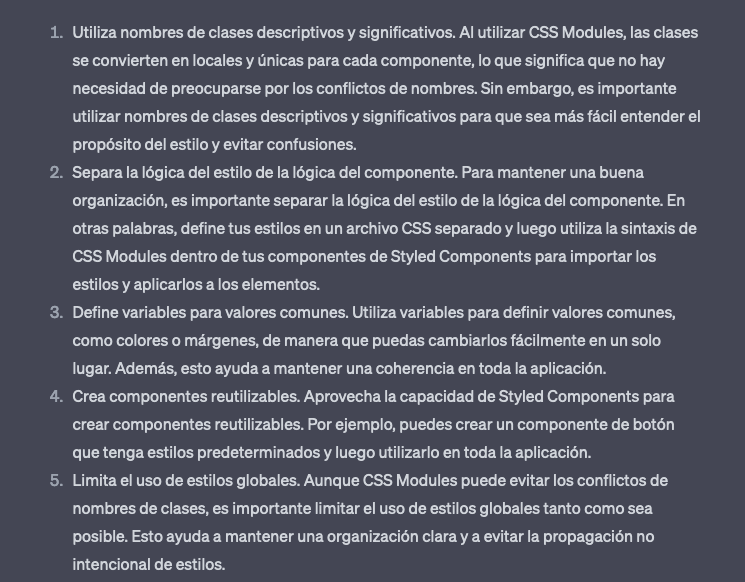 1. Utiliza nombres de clases descriptivos y significativos. Al utilizar CSS Modules, las clases
se convierten en locales y únicas para cada componente, lo que significa que no hay
necesidad de preocuparse por los conflictos de nombres. Sin embargo, es importante
utilizar nombres de clases descriptivos y significativos para que sea más fácil entender el
propósito del estilo y evitar confusiones.
2. Separa la lógica del estilo de la lógica del componente. Para mantener una buena
organización, es importante separar la lógica del estilo de la lógica del componente. En
otras palabras, define tus estilos en un archivo CSS separado y luego utiliza la sintaxis de
CSS Modules dentro de tus componentes de Styled Components para importar los
estilos y aplicarlos a los elementos.
3. Define variables para valores comunes. Utiliza variables para definir valores comunes,
como colores o márgenes, de manera que puedas cambiarlos fácilmente en un solo
lugar. Además, esto ayuda a mantener una coherencia en toda la aplicación.
4. Crea componentes reutilizables. Aprovecha la capacidad de Styled Components para
crear componentes reutilizables. Por ejemplo, puedes crear un componente de botón
que tenga estilos predeterminados y luego utilizarlo en toda la aplicación.
5. Limita el uso de estilos globales. Aunque CSS Modules puede evitar los conflictos de
nombres de clases, es importante limitar el uso de estilos globales tanto como sea
posible. Esto ayuda a mantener una organización clara y a evitar la propagación no
intencional de estilos.